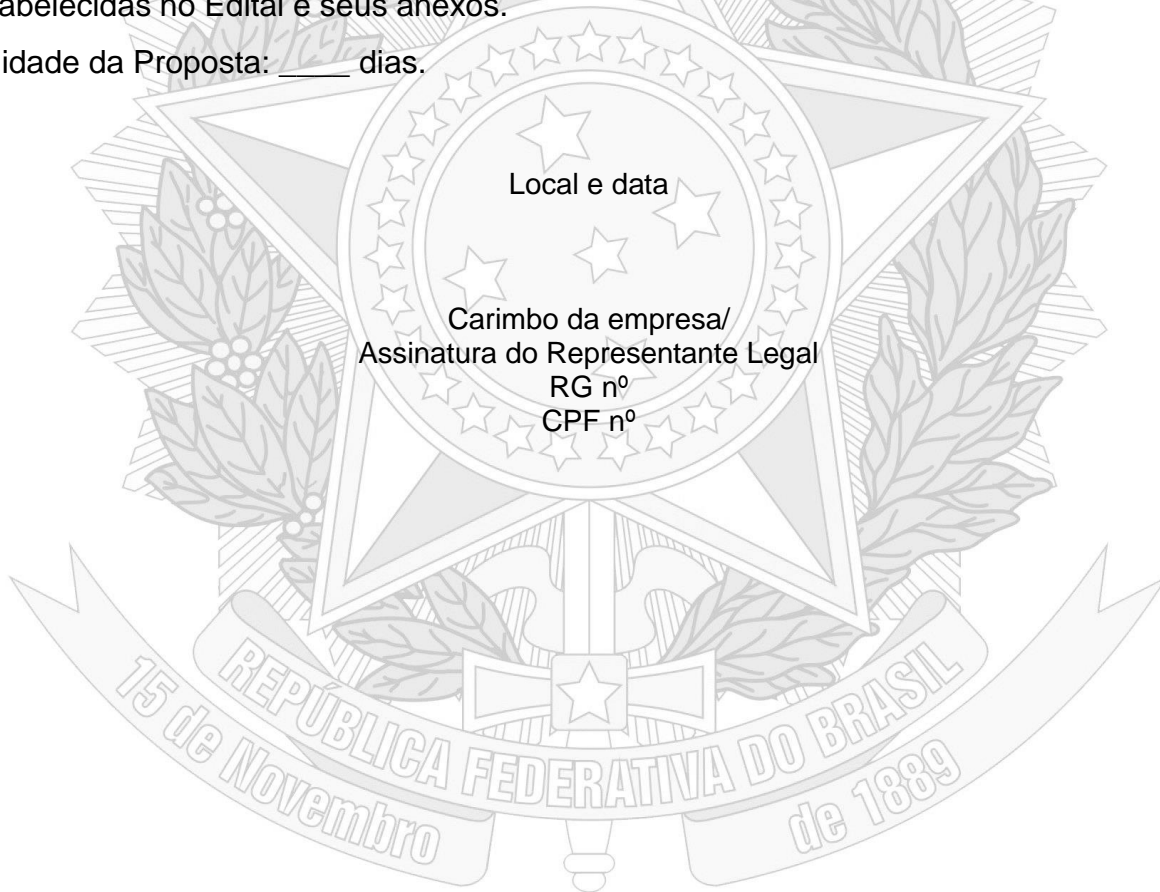 abelecidas no Edital e seus anexos.
idade da Proposta: ____ dias.
Local e data
Carimbo da empresa/
Assinatura do Representante Legal
RG nº
CPF nº
REPÚBLICA FEDERATIVA DO BRASIL
15 de Novembro de 1889